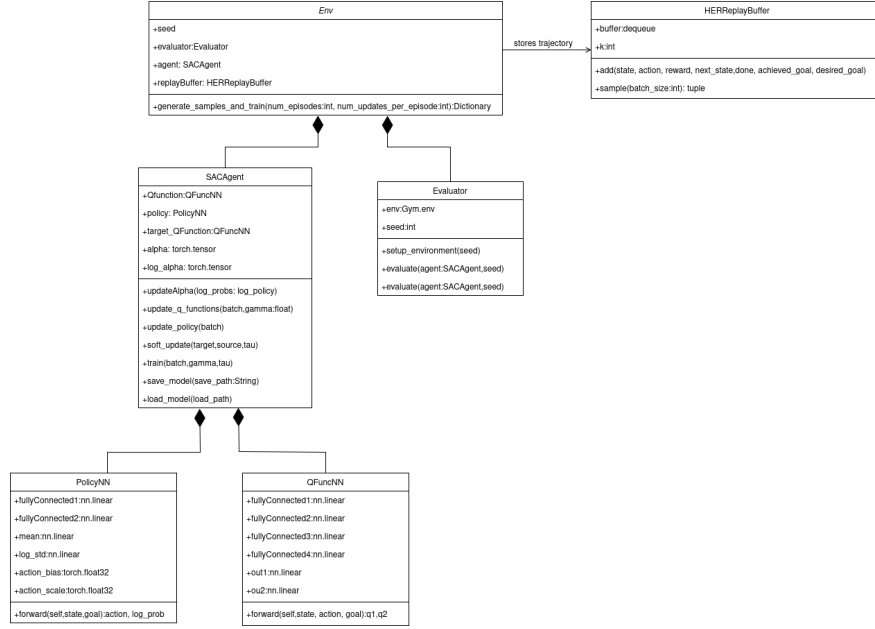 Env
+seed
+evaluator:Evaluator
+agent: SACAgent
+replayBuffer: HERReplayBuffer
+generate_samples_and_train(num_episodes:int, num_updates_per_episode:int):Dictionary
stores trajectory
HERReplayBuffer
+buffer:dequeue
+k:int
+add(state, action, reward, next_state,done, achieved_goal, desired_goal)
+sample(batch_size:int): tuple
SACAgent
+Qfunction:QFuncNN
+policy: PolicyNN
+target_QFunction:QFuncNN
+alpha: torch.tensor
+log_alpha: torch.tensor
+updateAlpha(log_probs: log_policy)
+update_q_functions(batch,gamma:float)
+update_policy(batch)
+soft_update(target,source,tau)
+train(batch,gamma,tau)
+save_model(save_path:String)
+load_model(load_path)
Evaluator
+env:Gym.env
+seed:int
+setup_environment(seed)
+evaluate(agent:SACAgent,seed)
+evaluate(agent:SACAgent,seed)
PolicyNN
+fullyConnected1:nn.linear
+fullyConnected2:nn.linear
+mean:nn.linear
+log_std:nn.linear
+action_bias:torch.float32
+action_scale:torch.float32
+forward(self,state,goal):action, log_prob
QFuncNN
+fullyConnected1:nn.linear
+fullyConnected2:nn.linear
+fullyConnected3:nn.linear
+fullyConnected4:nn.linear
+out1:nn.linear
+ou2:nn.linear
+forward(self,state, action, goal):q1,q2